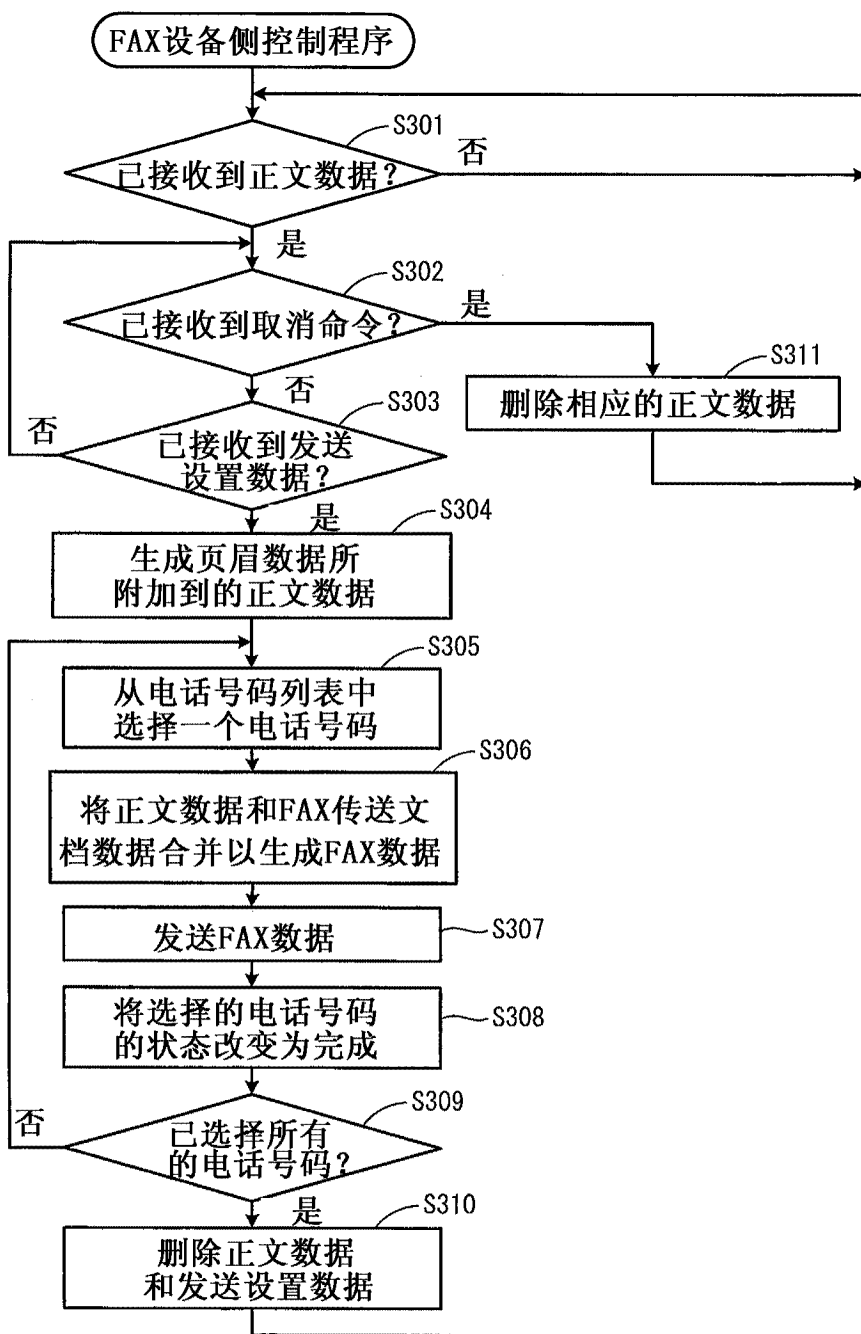 FAX设备侧控制程序
S301
已接收到正文数据?
否
是
S302
已接收到取消命令?
是
S311
删除相应的正文数据
否
S303
已接收到发送
设置数据?
否
是
S304
生成页眉数据所
附加到的正文数据
S305
从电话号码列表中
选择一个电话号码
S306
将正文数据和FAX传送文
档数据合并以生成FAX数据
发送FAX数据
S307
将选择的电话号码
的状态改变为完成
S308
S309
已选择所有
的电话号码?
否
是
S310
删除正文数据
和发送设置数据